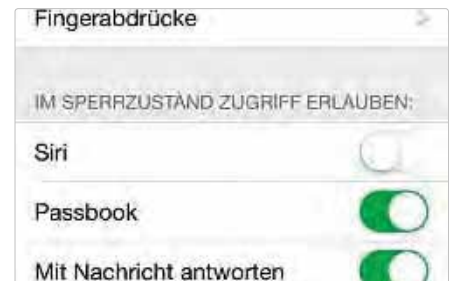 Fingerabdrücke
IM SPERRZUSTAND ZUGRIFF ERLAUBEN:
Siri
Passbook
Mit Nachricht antworten